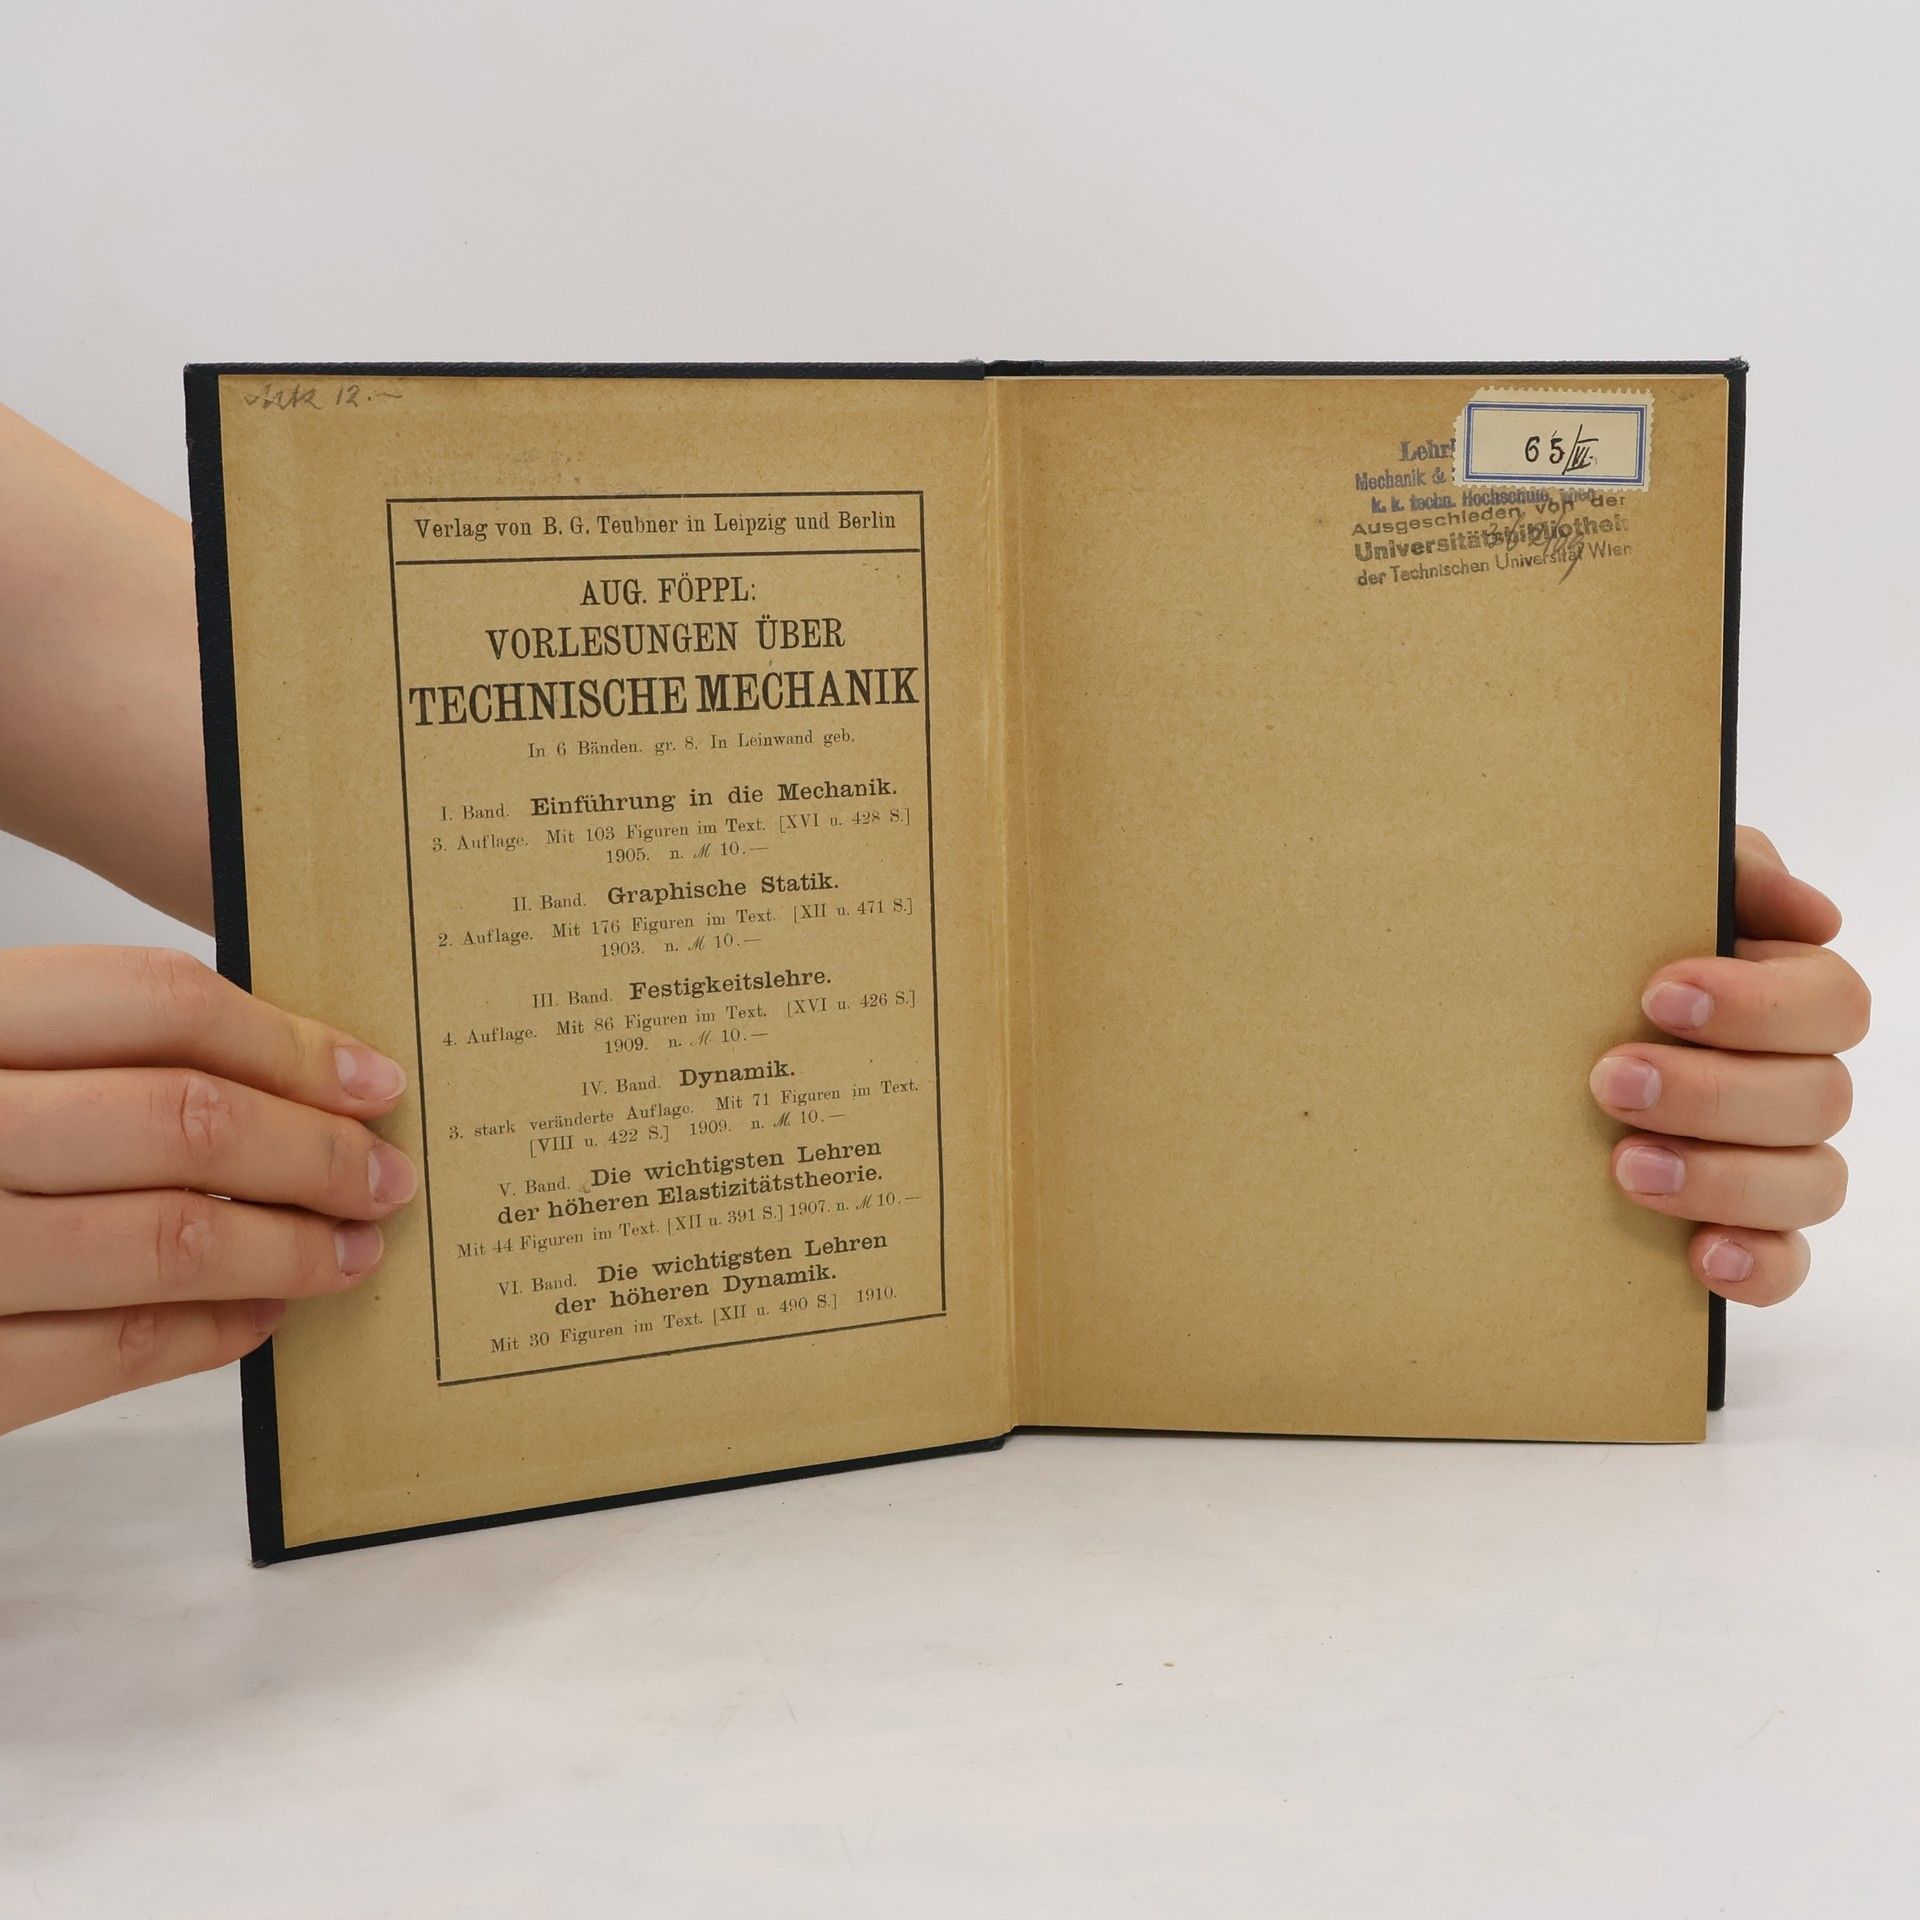 12.—
Verlag von B. G. Teubner in Leipzig und Berlin
AUG. FÖPPL:
VORLESUNGEN ÜBER
TECHNISCHE MECHANIK
In 6 Bänden. gr. 8. In Leinwand geb.
I. Band. Einführung in die Mechanik.
3. Auflage. Mit 103 Figuren im Text. [XVI u. 428 S.]
1905. n. ℳ 10.—
II. Band. Graphische Statik.
2. Auflage. Mit 176 Figuren im Text. [XII u. 471 S.]
1903. n. ℳ 10.—
III. Band. Festigkeitslehre.
4. Auflage. Mit 86 Figuren im Text. [XVI u. 426 S.]
1909. n. ℳ 10.—
IV. Band. Dynamik.
3. stark veränderte Auflage. Mit 71 Figuren im Text.
[VIII u. 422 S.] 1909. n. ℳ 10.—
V. Band. Die wichtigsten Lehren
der höheren Elastizitätstheorie.
Mit 44 Figuren im Text. [XII u. 391 S.] 1907. n. ℳ 10.—
VI. Band. Die wichtigsten Lehren
der höheren Dynamik.
Mit 30 Figuren im Text. [XII u. 490 S.] 1910.
65/VI.
Mechanik &
k. k. techn. Hochschule, Wien
Ausgeschieden von der
Universitätsbibliothek
der Technischen Universität Wien